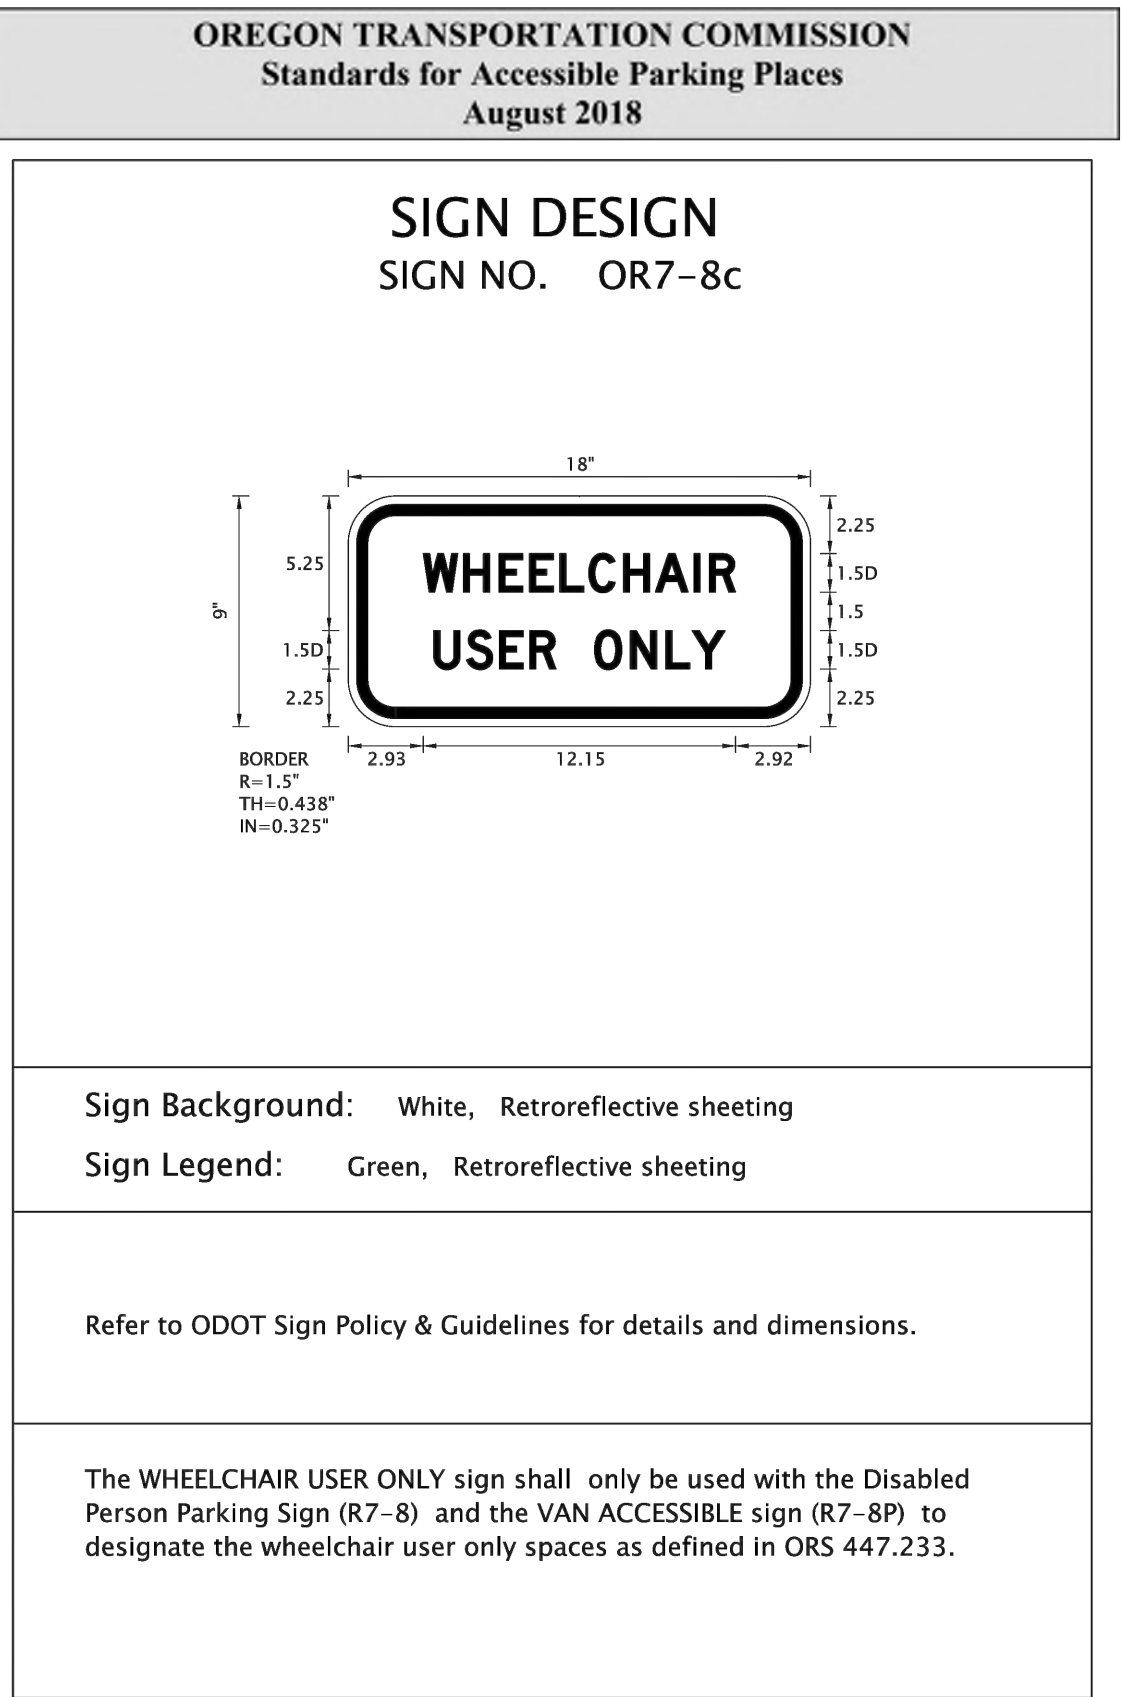 OREGON TRANSPORTATION COMMISSION
Standards for Accessible Parking Places
August 2018
SIGN DESIGN
SIGN NO. OR7-8c
18"
9"
5.25
1.5D
2.25
WHEELCHAIR
USER ONLY
2.25
1.5D
1.5
1.5D
2.25
2.93
12.15
2.92
BORDER
R=1.5"
TH=0.438"
IN=0.325"
Sign Background: White, Retroreflective sheeting
Sign Legend: Green, Retroreflective sheeting
Refer to ODOT Sign Policy & Guidelines for details and dimensions.
The WHEELCHAIR USER ONLY sign shall only be used with the Disabled
Person Parking Sign (R7-8) and the VAN ACCESSIBLE sign (R7-8P) to
designate the wheelchair user only spaces as defined in ORS 447.233.